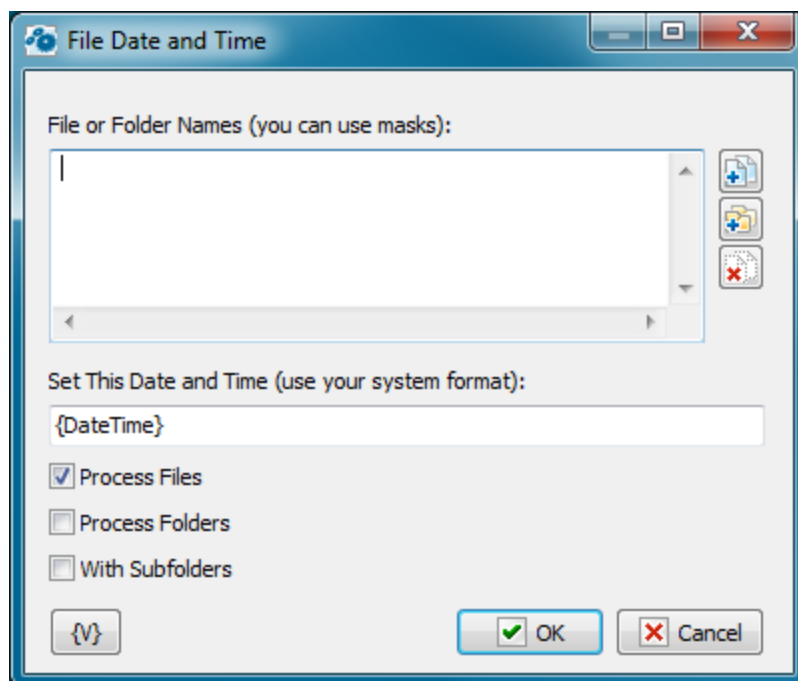 File Date and Time
File or Folder Names (you can use masks):
Set This Date and Time (use your system format):
{DateTime}
Process Files
Process Folders
With Subfolders
{V} OK Cancel